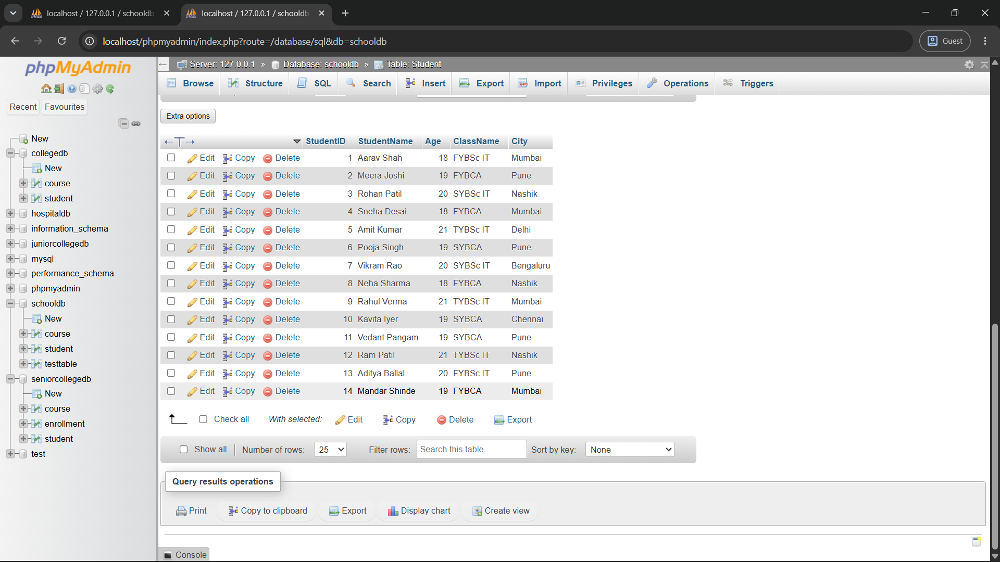 localhost / 127.0.0.1 / schooldb
localhost / 127.0.0.1 / schooldb
localhost/phpmyadmin/index.php?route=/database/sql&db=schooldb
Guest
phpMyAdmin
Recent
Favourites
New
collegedb
New
course
student
hospitaldb
information_schema
juniorcollegedb
mysql
performance_schema
phpmyadmin
schooldb
New
course
student
testtable
seniorcollegedb
New
course
enrollment
student
test
Server: 127.0.0.1 » Database: schooldb » Table: Student
Browse Structure SQL Search Insert Export Import Privileges Operations Triggers
Extra options
←T→ StudentID StudentName Age ClassName City
Edit Copy Delete 1 Aarav Shah 18 FYBSc IT Mumbai
Edit Copy Delete 2 Meera Joshi 19 FYBCA Pune
Edit Copy Delete 3 Rohan Patil 20 SYBSc IT Nashik
Edit Copy Delete 4 Sneha Desai 18 FYBCA Mumbai
Edit Copy Delete 5 Amit Kumar 21 TYBSc IT Delhi
Edit Copy Delete 6 Pooja Singh 19 SYBCA Pune
Edit Copy Delete 7 Vikram Rao 20 SYBSc IT Bengaluru
Edit Copy Delete 8 Neha Sharma 18 FYBCA Nashik
Edit Copy Delete 9 Rahul Verma 21 TYBSc IT Mumbai
Edit Copy Delete 10 Kavita Iyer 19 SYBCA Chennai
Edit Copy Delete 11 Vedant Pangam 19 SYBCA Pune
Edit Copy Delete 12 Ram Patil 21 TYBSc IT Nashik
Edit Copy Delete 13 Aditya Ballal 20 FYBSc IT Pune
Edit Copy Delete 14 Mandar Shinde 19 FYBCA Mumbai
Check all With selected: Edit Copy Delete Export
Show all Number of rows: 25 Filter rows: Search this table Sort by key: None
Query results operations
Print Copy to clipboard Export Display chart Create view
Console